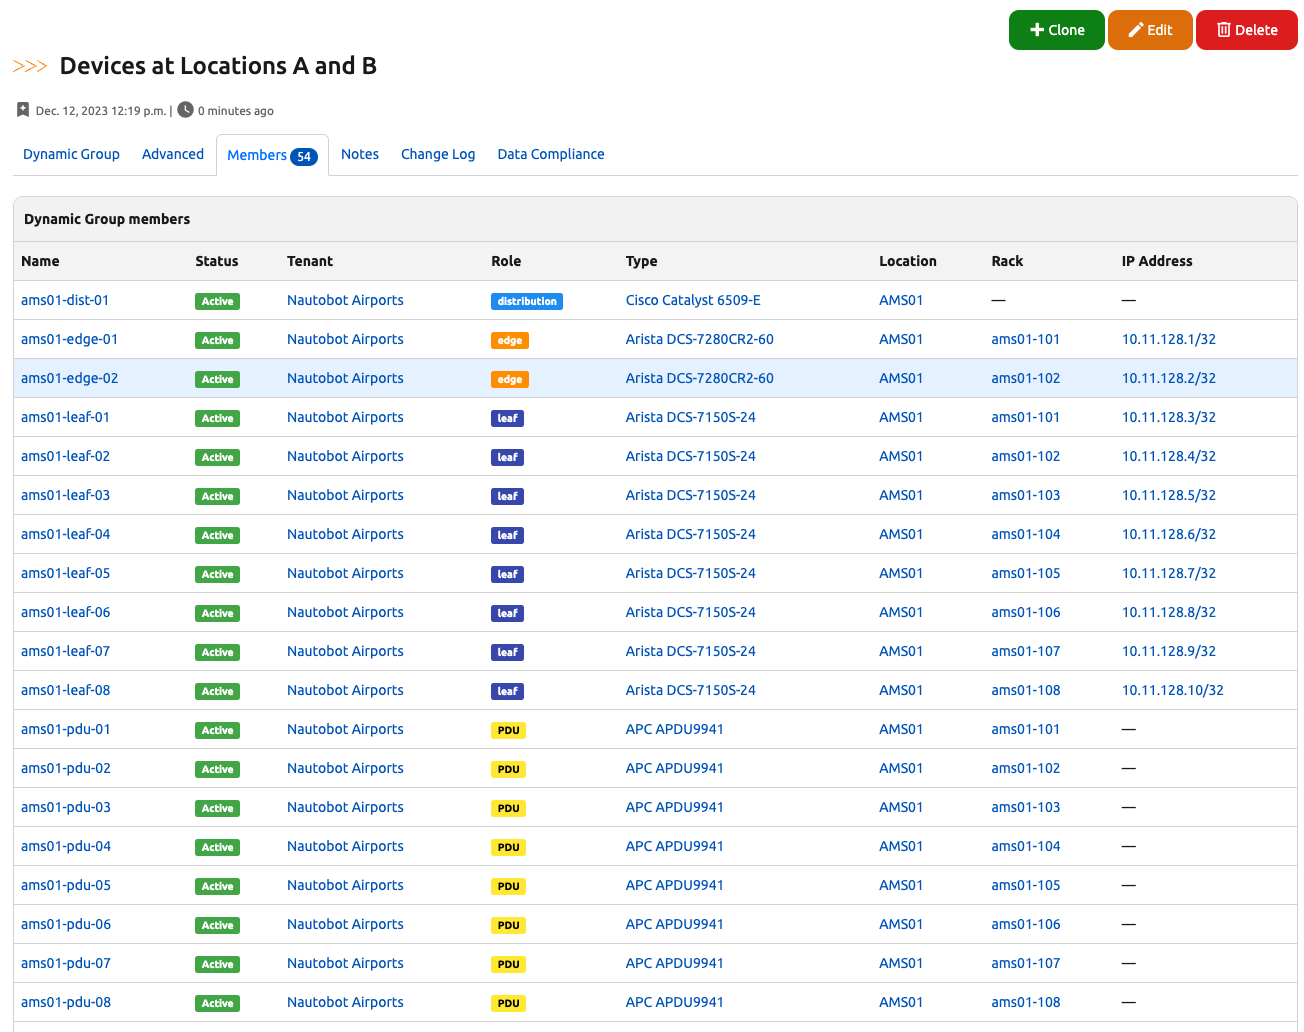 Clone Edit Delete
>>> Devices at Locations A and B
Dec. 12, 2023 12:19 p.m. | 0 minutes ago
Dynamic Group Advanced Members 54 Notes Change Log Data Compliance
Dynamic Group members
Name Status Tenant Role Type Location Rack IP Address
ams01-dist-01 Active Nautobot Airports distribution Cisco Catalyst 6509-E AMS01 — —
ams01-edge-01 Active Nautobot Airports edge Arista DCS-7280CR2-60 AMS01 ams01-101 10.11.128.1/32
ams01-edge-02 Active Nautobot Airports edge Arista DCS-7280CR2-60 AMS01 ams01-102 10.11.128.2/32
ams01-leaf-01 Active Nautobot Airports leaf Arista DCS-7150S-24 AMS01 ams01-101 10.11.128.3/32
ams01-leaf-02 Active Nautobot Airports leaf Arista DCS-7150S-24 AMS01 ams01-102 10.11.128.4/32
ams01-leaf-03 Active Nautobot Airports leaf Arista DCS-7150S-24 AMS01 ams01-103 10.11.128.5/32
ams01-leaf-04 Active Nautobot Airports leaf Arista DCS-7150S-24 AMS01 ams01-104 10.11.128.6/32
ams01-leaf-05 Active Nautobot Airports leaf Arista DCS-7150S-24 AMS01 ams01-105 10.11.128.7/32
ams01-leaf-06 Active Nautobot Airports leaf Arista DCS-7150S-24 AMS01 ams01-106 10.11.128.8/32
ams01-leaf-07 Active Nautobot Airports leaf Arista DCS-7150S-24 AMS01 ams01-107 10.11.128.9/32
ams01-leaf-08 Active Nautobot Airports leaf Arista DCS-7150S-24 AMS01 ams01-108 10.11.128.10/32
ams01-pdu-01 Active Nautobot Airports PDU APC APDU9941 AMS01 ams01-101 —
ams01-pdu-02 Active Nautobot Airports PDU APC APDU9941 AMS01 ams01-102 —
ams01-pdu-03 Active Nautobot Airports PDU APC APDU9941 AMS01 ams01-103 —
ams01-pdu-04 Active Nautobot Airports PDU APC APDU9941 AMS01 ams01-104 —
ams01-pdu-05 Active Nautobot Airports PDU APC APDU9941 AMS01 ams01-105 —
ams01-pdu-06 Active Nautobot Airports PDU APC APDU9941 AMS01 ams01-106 —
ams01-pdu-07 Active Nautobot Airports PDU APC APDU9941 AMS01 ams01-107 —
ams01-pdu-08 Active Nautobot Airports PDU APC APDU9941 AMS01 ams01-108 —